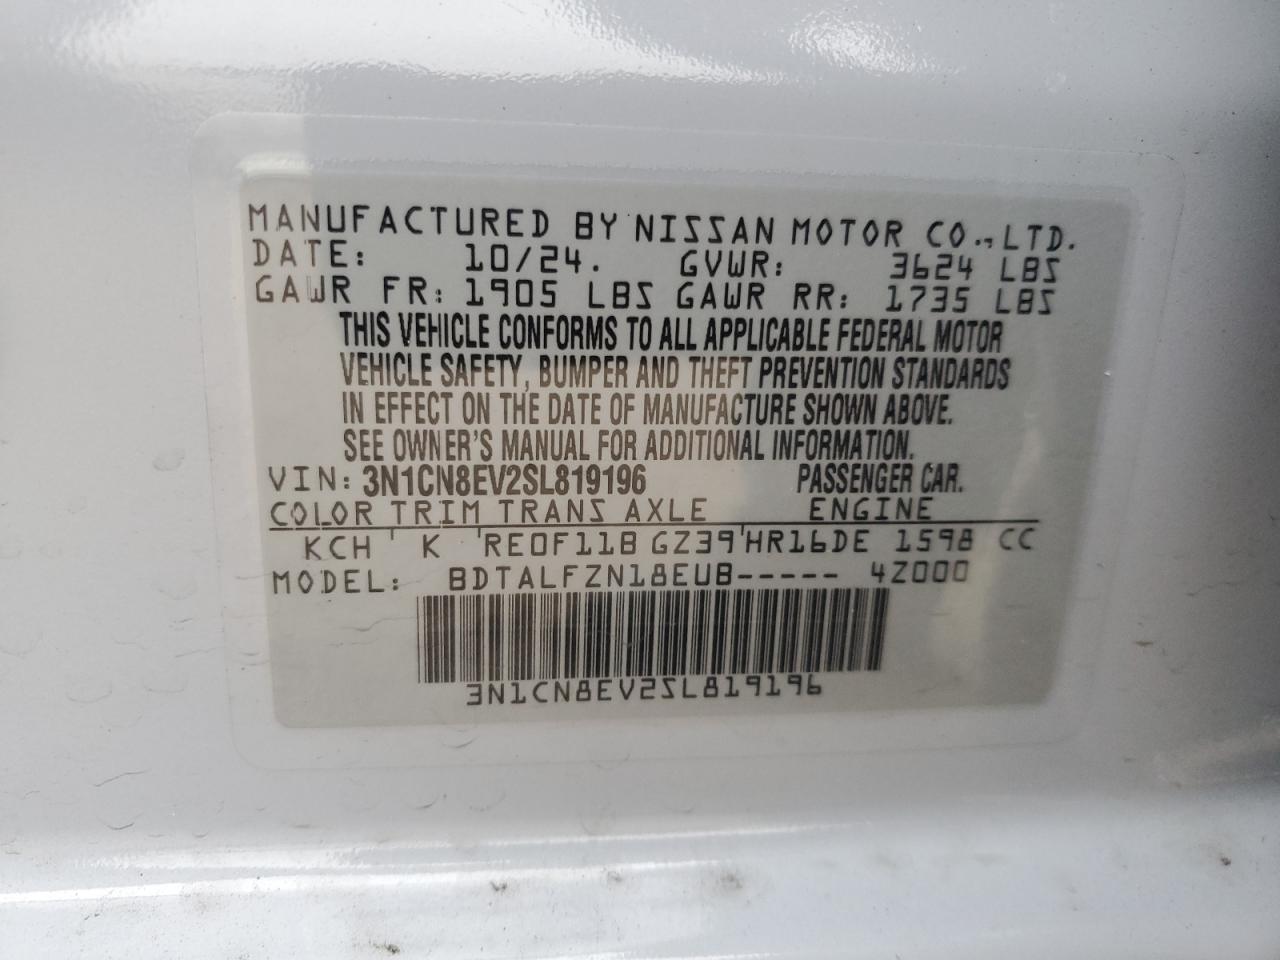 MANUFACTURED BY NISSAN MOTOR CO., LTD.
DATE: 10/24. GVWR: 3624 LBS
GAWR FR: 1905 LBS GAWR RR: 1735 LBS
THIS VEHICLE CONFORMS TO ALL APPLICABLE FEDERAL MOTOR
VEHICLE SAFETY, BUMPER AND THEFT PREVENTION STANDARDS
IN EFFECT ON THE DATE OF MANUFACTURE SHOWN ABOVE.
SEE OWNER'S MANUAL FOR ADDITIONAL INFORMATION.
VIN: 3N1CN8EV2SL819196 PASSENGER CAR.
COLOR TRIM TRANS AXLE ENGINE
KCH ' K ' RE0F11B GZ39 ' HR16DE 1598 CC
MODEL: BDTALFZN18EUB----- 4Z000
3N1CN8EV2SL819196